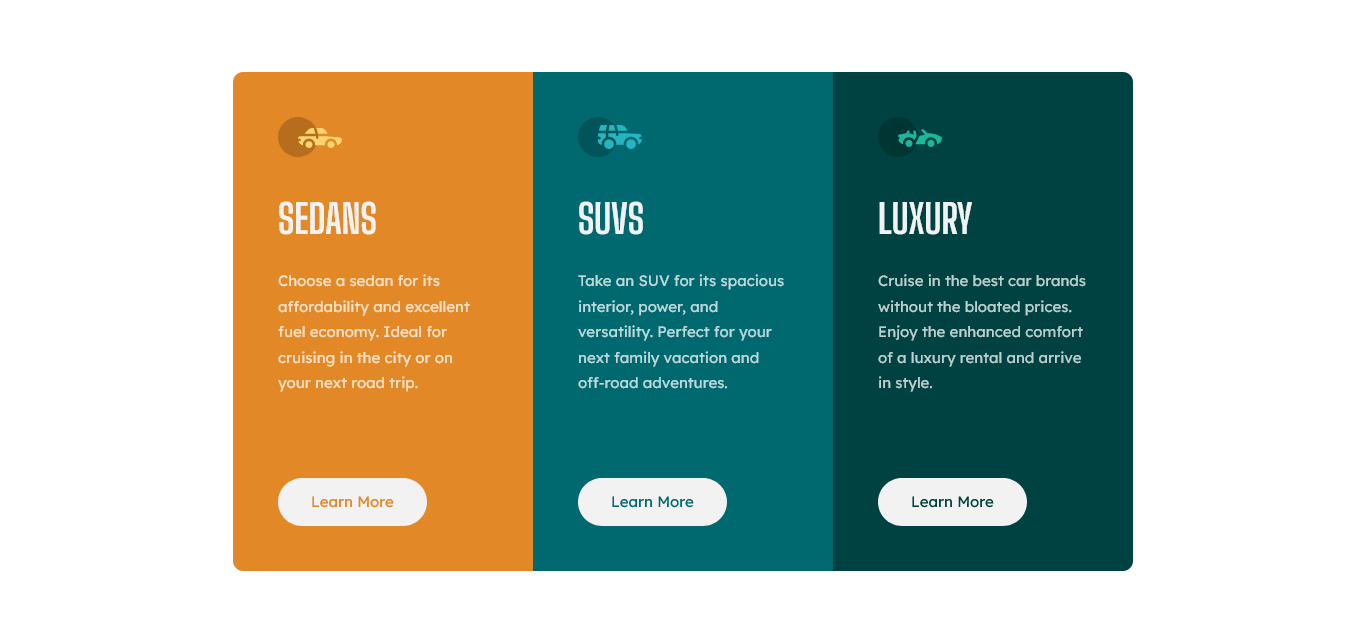 SEDANS
Choose a sedan for its
affordability and excellent
fuel economy. Ideal for
cruising in the city or on
your next road trip.
Learn More
SUVS
Take an SUV for its spacious
interior, power, and
versatility. Perfect for your
next family vacation and
off-road adventures.
Learn More
LUXURY
Cruise in the best car brands
without the bloated prices.
Enjoy the enhanced comfort
of a luxury rental and arrive
in style.
Learn More